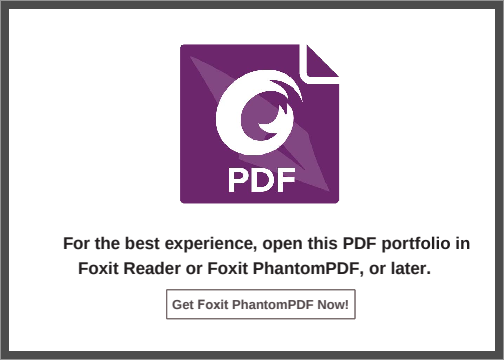 PDF
For the best experience, open this PDF portfolio in
Foxit Reader or Foxit PhantomPDF, or later.
Get Foxit PhantomPDF Now!